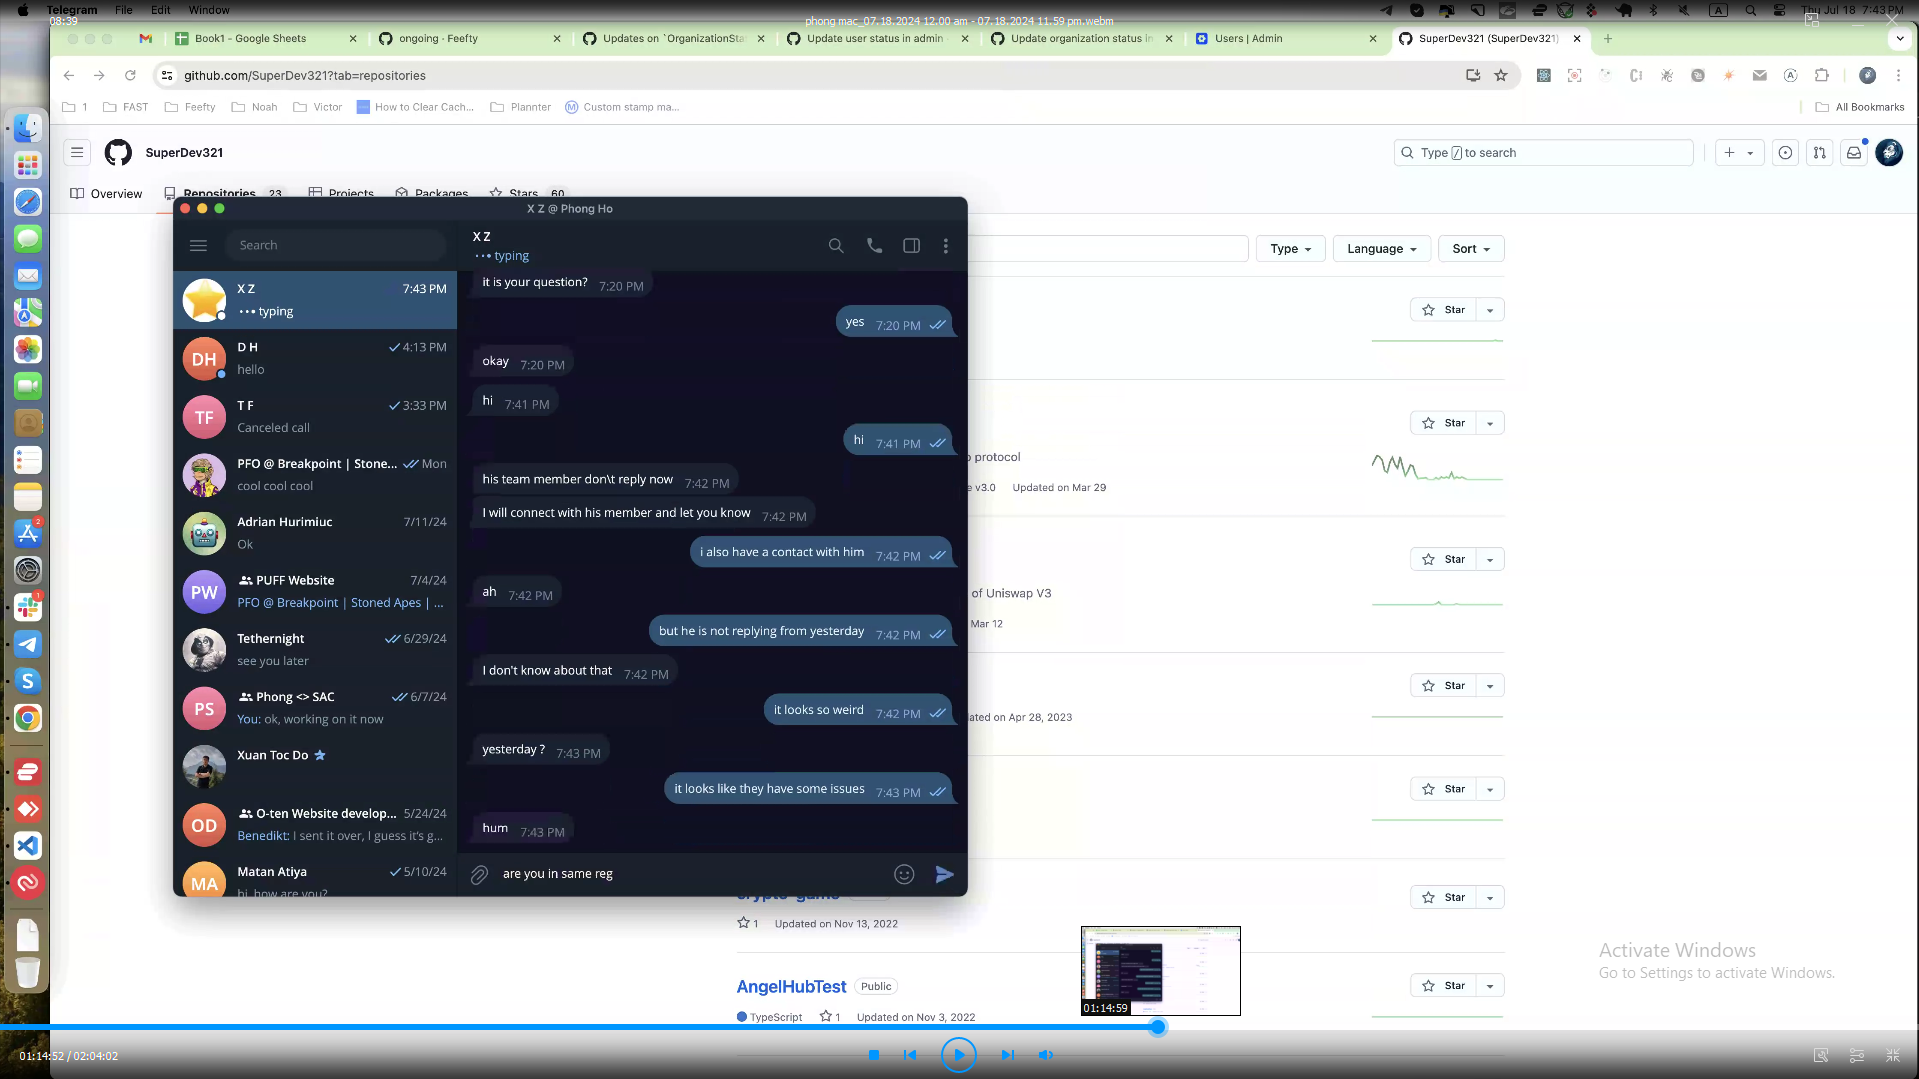 Telegram File Edit Window
Thu Jul 18 7:43 PM
08:39
phong mac_07.18.2024 12.00 am - 07.18.2024 11.59 pm.webm
Book1 - Google Sheets
ongoing · Feefty
Updates on `OrganizationSta
Update user status in admin
Update organization status in
Users | Admin
SuperDev321 (SuperDev321)
github.com/SuperDev321?tab=repositories
1
FAST
Feefty
Noah
Victor
How to Clear Cach...
Plannter
Custom stamp ma...
All Bookmarks
SuperDev321
Type / to search
Overview
Repositories 23
Projects
Packages
Stars 60
X Z @ Phong Ho
Search
X Z
typing
X Z 7:43 PM
typing
D H 4:13 PM
hello
T F 3:33 PM
Canceled call
PFO @ Breakpoint | Stone... Mon
cool cool cool
Adrian Hurimiuc 7/11/24
Ok
PUFF Website 7/4/24
PFO @ Breakpoint | Stoned Apes | ...
Tethernight 6/29/24
see you later
Phong <> SAC 6/7/24
You: ok, working on it now
Xuan Toc Do
O-ten Website develop... 5/24/24
Benedikt: I sent it over, I guess it's g...
Matan Atiya 5/10/24
hi, how are you?
DH
TF
PW
PS
OD
MA
it is your question? 7:20 PM
yes 7:20 PM
okay 7:20 PM
hi 7:41 PM
hi 7:41 PM
his team member don\t reply now 7:42 PM
I will connect with his member and let you know 7:42 PM
i also have a contact with him 7:42 PM
ah 7:42 PM
but he is not replying from yesterday 7:42 PM
I don't know about that 7:42 PM
it looks so weird 7:42 PM
yesterday ? 7:43 PM
it looks like they have some issues 7:43 PM
hum 7:43 PM
are you in same reg
Type
Language
Sort
Star
Star
protocol
v3.0 Updated on Mar 29
Star
of Uniswap V3
Mar 12
Star
ated on Apr 28, 2023
Star
Star
crypto-game
1 Updated on Nov 13, 2022
AngelHubTest Public
Star
TypeScript 1 Updated on Nov 3, 2022
01:14:59
Activate Windows
Go to Settings to activate Windows.
01:14:52 / 02:04:02